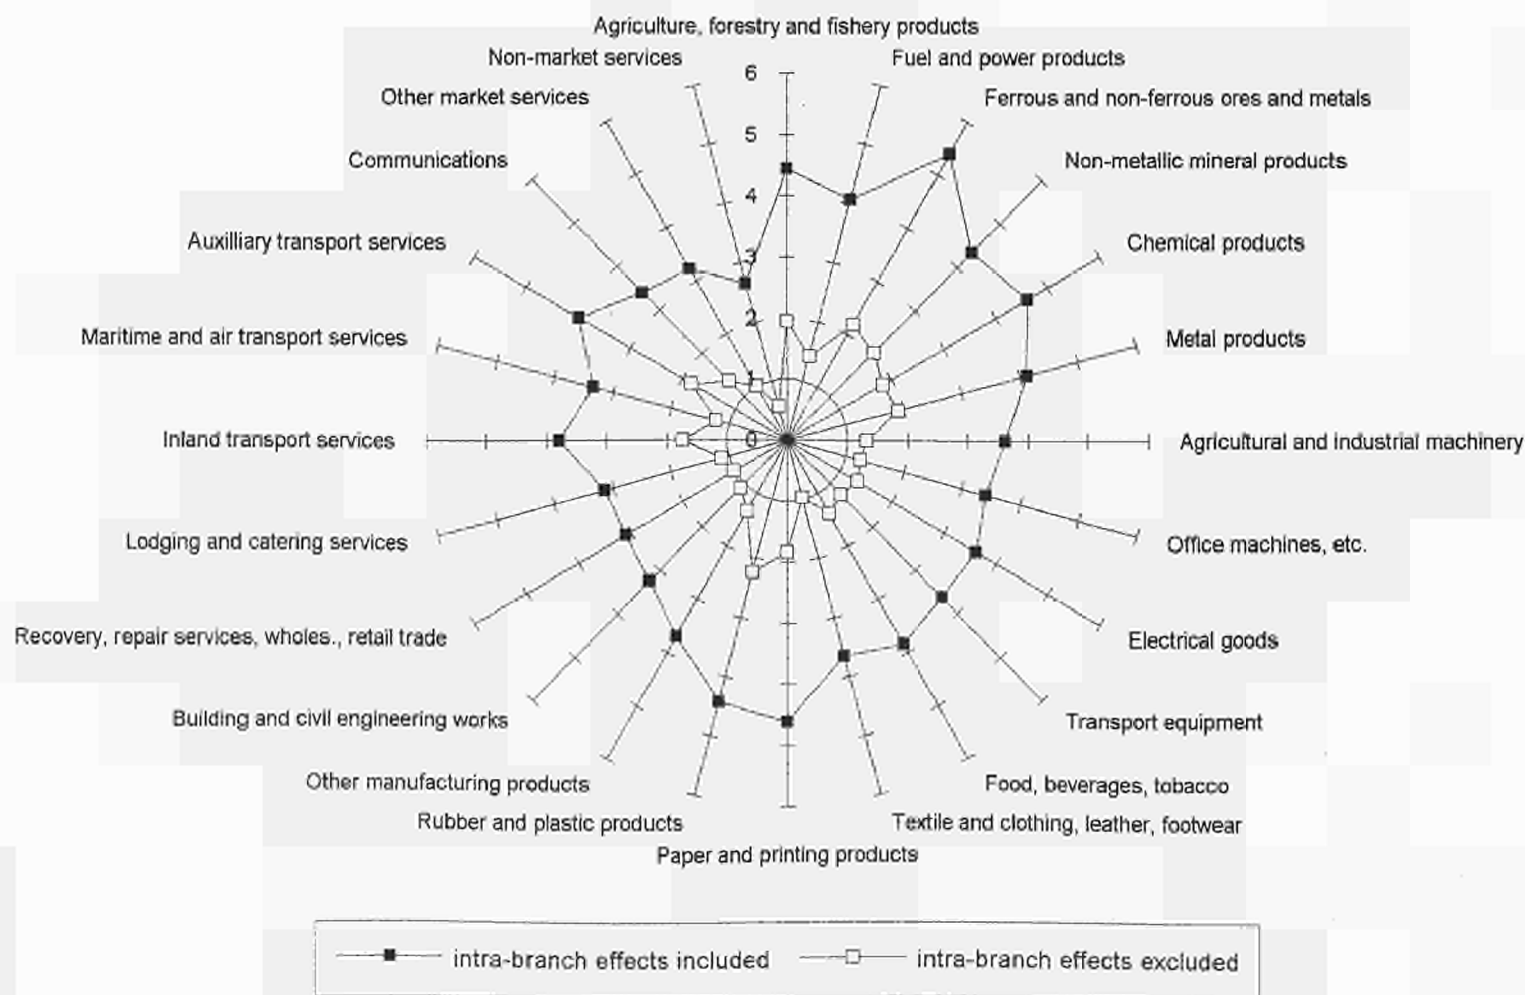 Agriculture, forestry and fishery products
Non-market services
Fuel and power products
6
Other market services
Ferrous and non-ferrous ores and metals
5
Communications
Non-metallic mineral products
4
Auxilliary transport services
Chemical products
3
2
Maritime and air transport services
Metal products
1
Inland transport services
0
Agricultural and industrial machinery
Lodging and catering services
Office machines, etc.
Recovery, repair services, wholes., retail trade
Electrical goods
Building and civil engineering works
Transport equipment
Other manufacturing products
Food, beverages, tobacco
Rubber and plastic products
Textile and clothing, leather, footwear
Paper and printing products
intra-branch effects included
intra-branch effects excluded